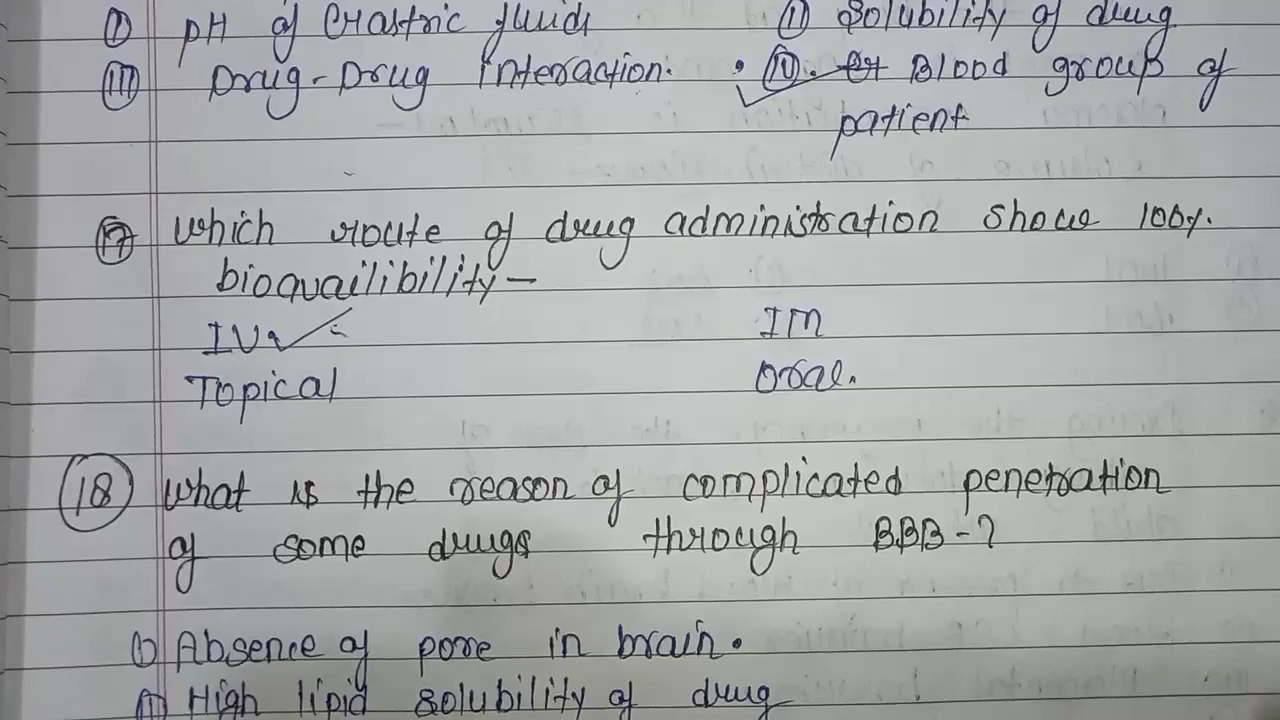 (I) pH of Grastric fluids (II) Solubility of drug
(III) Drug-Drug interaction. (IV). Blood group of
patient
(17) Which route of drug administration show 100%.
bioavailibility-
IV. IM
Topical Oral.
(18) What is the reason of complicated penetration
of some drugs through BBB-?
(I) Absence of pore in brain.
(II) High lipid solubility of drug